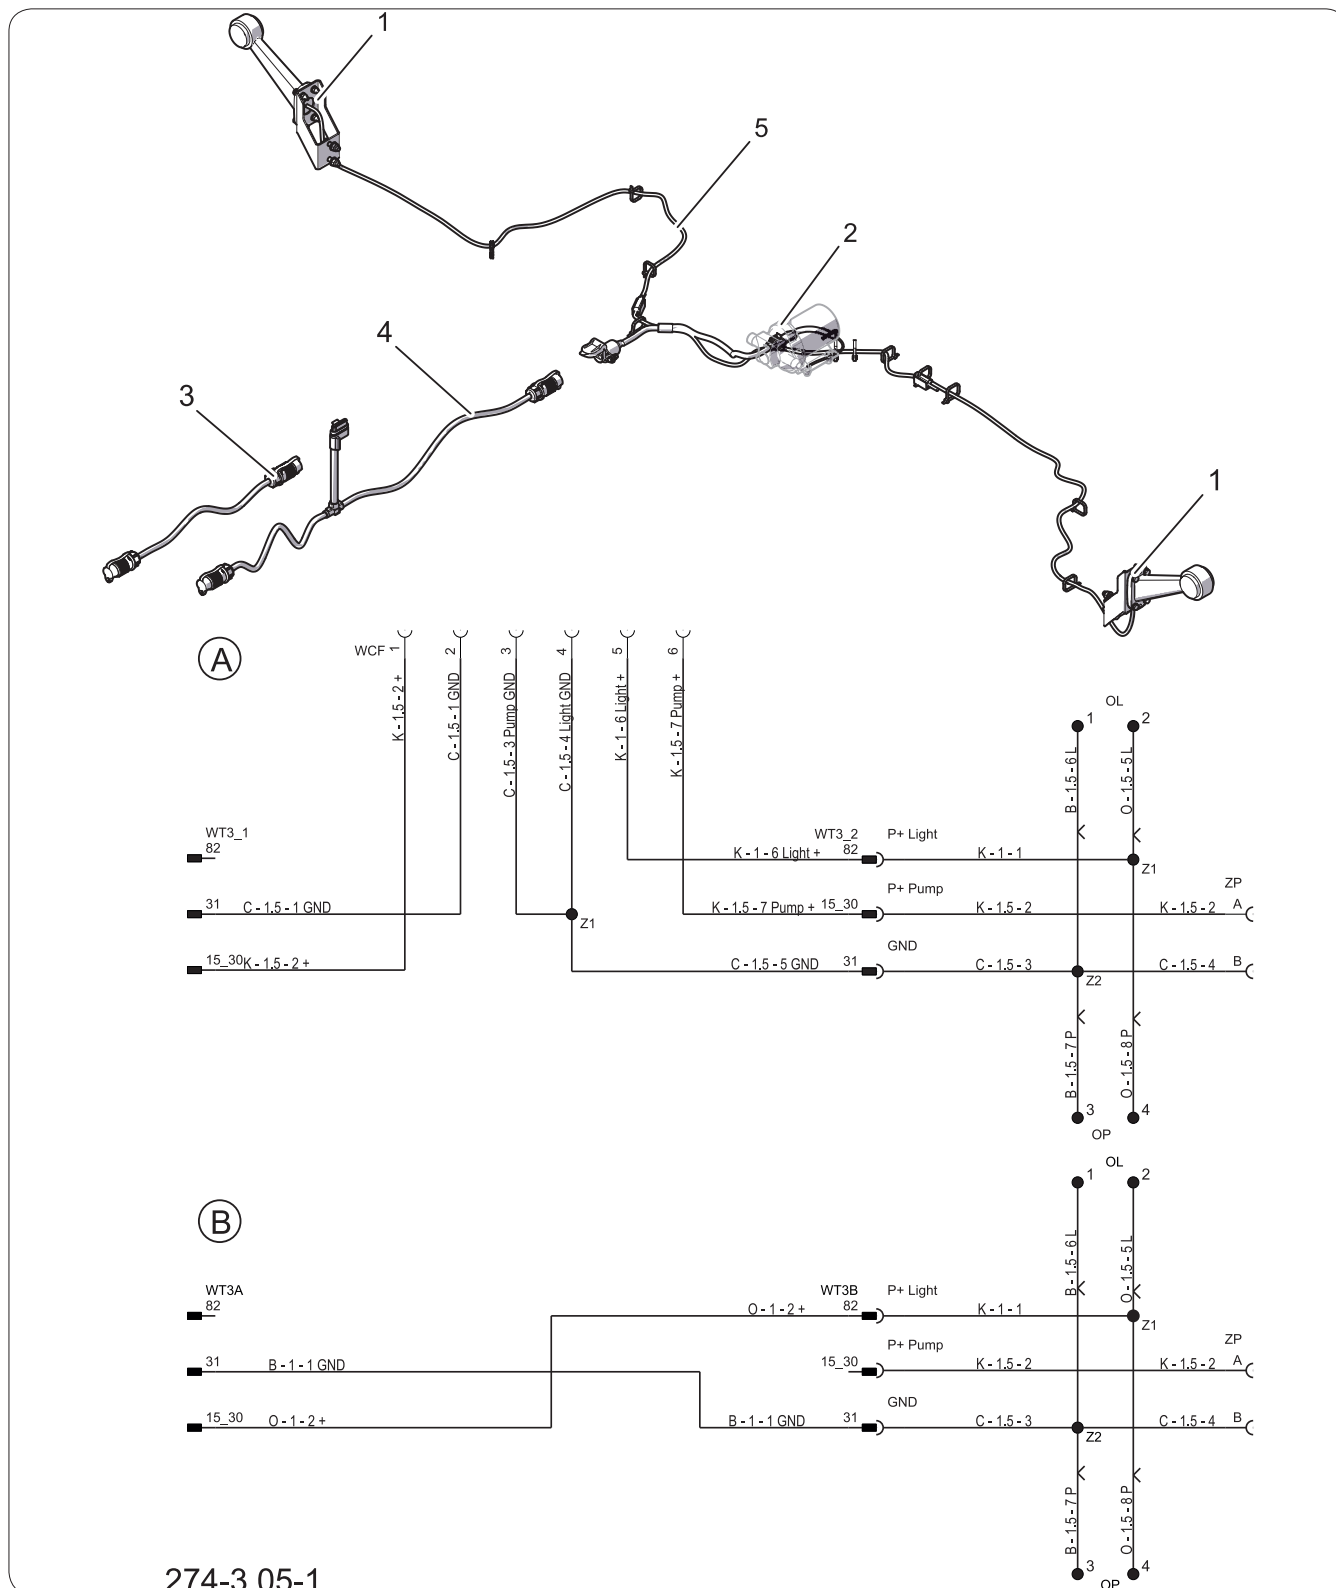 1
5
2
4
3
1
A
WCF
1
2
3
4
5
6
K - 1.5 - 2 +
C - 1.5 - 1 GND
C - 1.5 - 3 Pump GND
C - 1.5 - 4 Light GND
K - 1 - 6 Light +
K - 1.5 - 7 Pump +
OL
1
2
B - 1.5 - 6 L
O - 1.5 - 5 L
WT3_1
82
WT3_2
82
P+ Light
K - 1 - 6 Light +
K - 1 - 1
Z1
31
C - 1.5 - 1 GND
Z1
K - 1.5 - 7 Pump +
15_30
P+ Pump
K - 1.5 - 2
K - 1.5 - 2
ZP
A
15_30
K - 1.5 - 2 +
C - 1.5 - 5 GND
31
GND
C - 1.5 - 3
Z2
C - 1.5 - 4
B
B - 1.5 - 7 P
O - 1.5 - 8 P
3
4
OP
B
OL
1
2
B - 1.5 - 6 L
O - 1.5 - 5 L
WT3A
82
O - 1 - 2 +
WT3B
82
P+ Light
K - 1 - 1
Z1
31
B - 1 - 1 GND
15_30
P+ Pump
K - 1.5 - 2
K - 1.5 - 2
ZP
A
15_30
O - 1 - 2 +
B - 1 - 1 GND
31
GND
C - 1.5 - 3
Z2
C - 1.5 - 4
B
B - 1.5 - 7 P
O - 1.5 - 8 P
3
4
OP
274-3.05-1